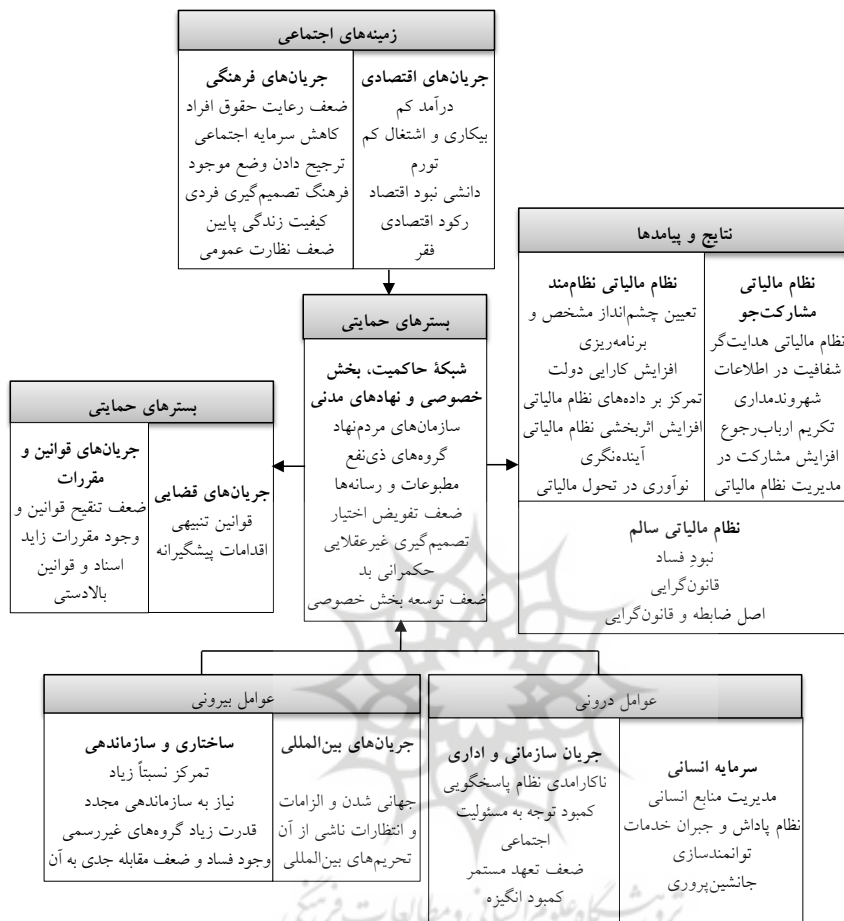 زمینه‌های اجتماعی
جریان‌های اقتصادی
درآمد کم
بیکاری و اشتغال کم
تورم
دانشی نبود اقتصاد
رکود اقتصادی
فقر
جریان‌های فرهنگی
ضعف رعایت حقوق افراد
کاهش سرمایه اجتماعی
ترجیح دادن وضع موجود
فرهنگ تصمیم‌گیری فردی
کیفیت زندگی پایین
ضعف نظارت عمومی
نتایج و پیامدها
نظام مالیاتی
مشارکت‌جو
نظام مالیاتی هدایت‌گر
شفافیت در اطلاعات
شهروندمداری
تکریم ارباب‌رجوع
افزایش مشارکت در
مدیریت نظام مالیاتی
نظام مالیاتی نظام‌مند
تعیین چشم‌انداز مشخص و
برنامه‌ریزی
افزایش کارایی دولت
تمرکز بر داده‌های نظام مالیاتی
افزایش اثربخشی نظام مالیاتی
آینده‌نگری
نوآوری در تحول مالیاتی
نظام مالیاتی سالم
نبودِ فساد
قانون‌گرایی
اصل ضابطه و قانون‌گرایی
بسترهای حمایتی
شبکهٔ حاکمیت، بخش
خصوصی و نهادهای مدنی
سازمان‌های مردم‌نهاد
گروه‌های ذی‌نفع
مطبوعات و رسانه‌ها
ضعف تفویض اختیار
تصمیم‌گیری غیرعقلایی
حکمرانی بد
ضعف توسعه بخش خصوصی
بسترهای حمایتی
جریان‌های قضایی
قوانین تنبیهی
اقدامات پیشگیرانه
جریان‌های قوانین و
مقررات
ضعف تنقیح قوانین و
وجود مقررات زاید
اسناد و قوانین
بالادستی
عوامل درونی
سرمایه انسانی
مدیریت منابع انسانی
نظام پاداش و جبران خدمات
توانمندسازی
جانشین‌پروری
جریان سازمانی و اداری
ناکارامدی نظام پاسخگویی
کمبود توجه به مسئولیت
اجتماعی
ضعف تعهد مستمر
کمبود انگیزه
عوامل بیرونی
جریان‌های بین‌المللی
جهانی شدن و الزامات
و انتظارات ناشی از آن
تحریم‌های بین‌المللی
ساختاری و سازماندهی
تمرکز نسبتاً زیاد
نیاز به سازماندهی مجدد
قدرت زیاد گروه‌های غیررسمی
وجود فساد و ضعف مقابله جدی به آن
پژوهشگاه علوم انسانی و مطالعات فرهنگی